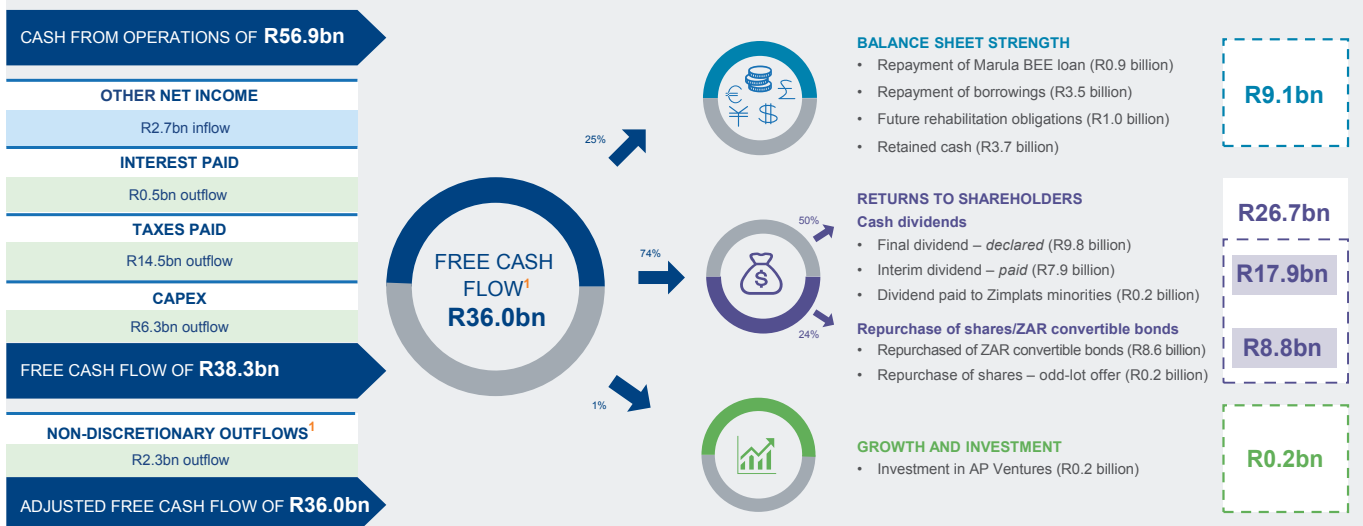 CASH FROM OPERATIONS OF R56.9bn
OTHER NET INCOME
R2.7bn inflow
INTEREST PAID
R0.5bn outflow
TAXES PAID
R14.5bn outflow
CAPEX
R6.3bn outflow
FREE CASH FLOW OF R38.3bn
NON-DISCRETIONARY OUTFLOWS1
R2.3bn outflow
ADJUSTED FREE CASH FLOW OF R36.0bn
FREE CASH
FLOW1
R36.0bn
25%
74%
1%
€ £ ¥ $
BALANCE SHEET STRENGTH
• Repayment of Marula BEE loan (R0.9 billion)
• Repayment of borrowings (R3.5 billion)
• Future rehabilitation obligations (R1.0 billion)
• Retained cash (R3.7 billion)
R9.1bn
$
50%
24%
RETURNS TO SHAREHOLDERS
Cash dividends
• Final dividend – declared (R9.8 billion)
• Interim dividend – paid (R7.9 billion)
• Dividend paid to Zimplats minorities (R0.2 billion)
Repurchase of shares/ZAR convertible bonds
• Repurchased of ZAR convertible bonds (R8.6 billion)
• Repurchase of shares – odd-lot offer (R0.2 billion)
R26.7bn
R17.9bn
R8.8bn
GROWTH AND INVESTMENT
• Investment in AP Ventures (R0.2 billion)
R0.2bn